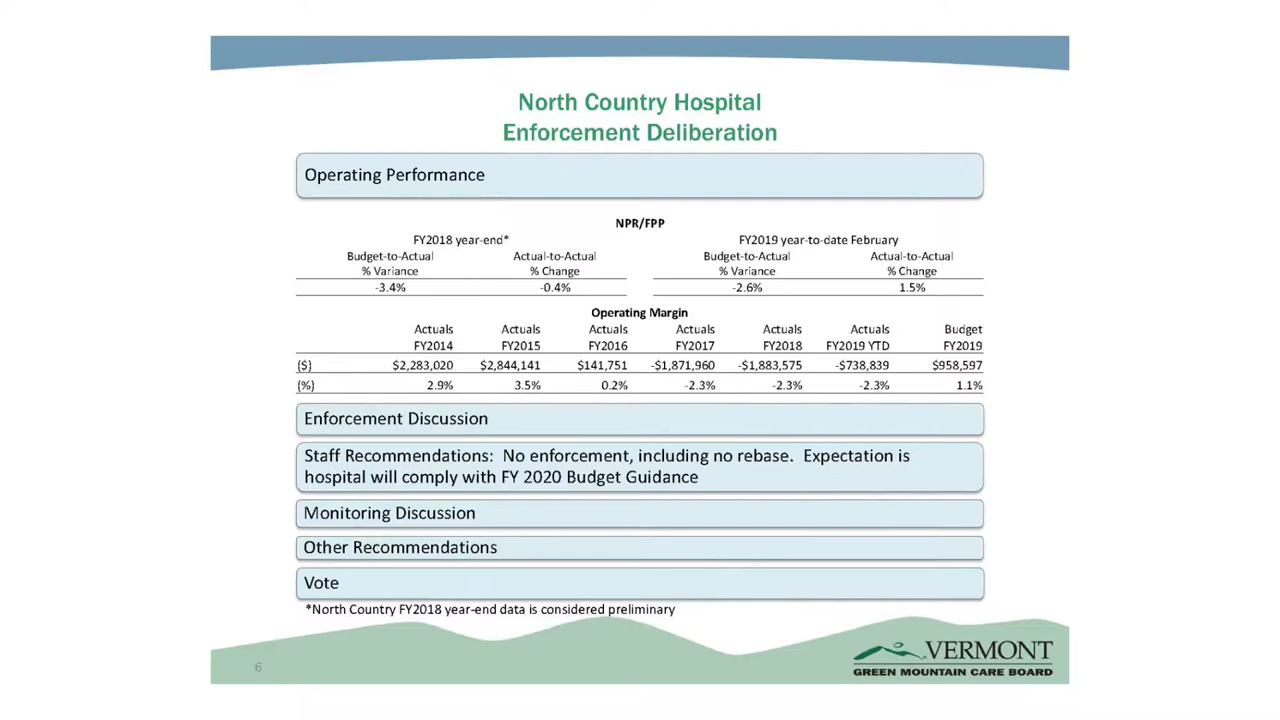 North Country Hospital
Enforcement Deliberation
Operating Performance
NPR/FPP
FY2018 year-end* FY2019 year-to-date February
Budget-to-Actual Actual-to-Actual Budget-to-Actual Actual-to-Actual
% Variance % Change % Variance % Change
-3.4% -0.4% -2.6% 1.5%
Operating Margin
Actuals Actuals Actuals Actuals Actuals Actuals Budget
FY2014 FY2015 FY2016 FY2017 FY2018 FY2019 YTD FY2019
($) $2,283,020 $2,844,141 $141,751 -$1,871,960 -$1,883,575 -$738,839 $958,597
(%) 2.9% 3.5% 0.2% -2.3% -2.3% -2.3% 1.1%
Enforcement Discussion
Staff Recommendations: No enforcement, including no rebase. Expectation is
hospital will comply with FY 2020 Budget Guidance
Monitoring Discussion
Other Recommendations
Vote
*North Country FY2018 year-end data is considered preliminary
6
VERMONT
GREEN MOUNTAIN CARE BOARD